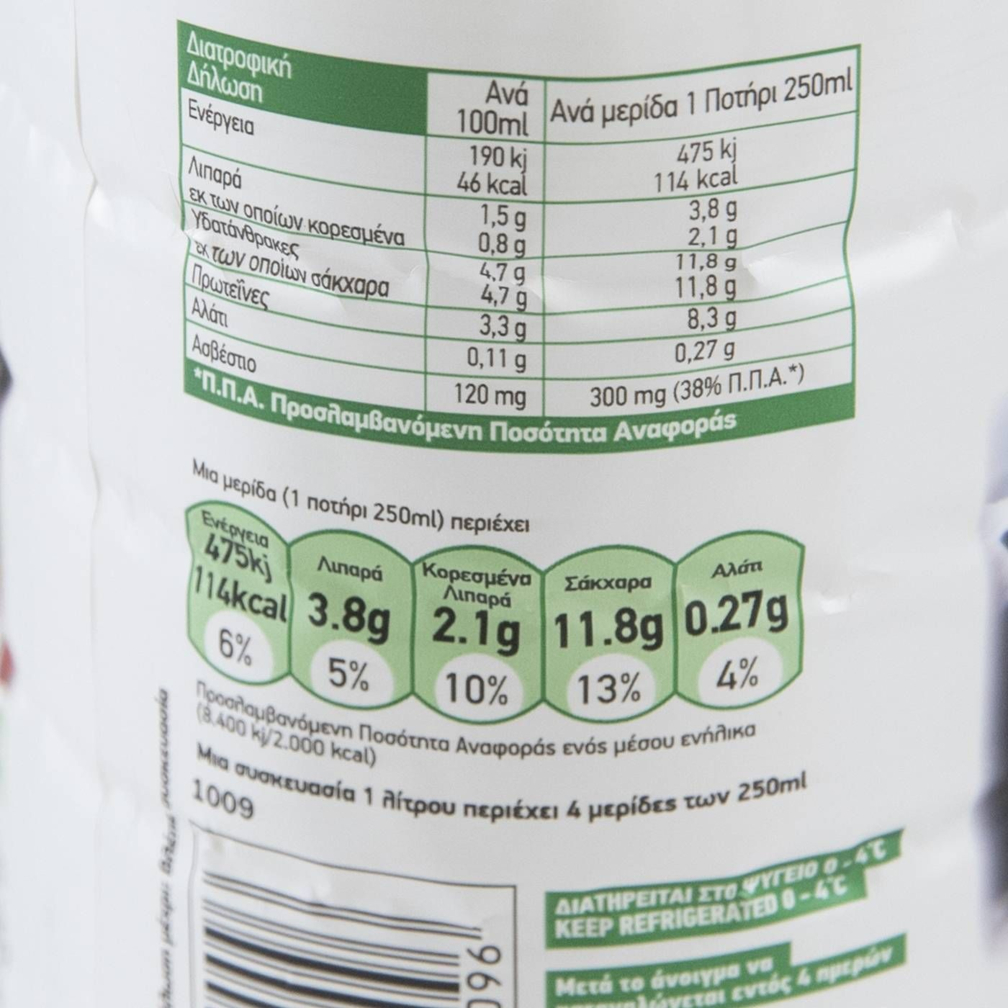 Διατροφική
Δήλωση
Ανά
100ml
Ανά μερίδα 1 Ποτήρι 250ml
Ενέργεια
190 kj
46 kcal
475 kj
114 kcal
Λιπαρά 1,5 g 3,8 g
εκ των οποίων κορεσμένα 0,8 g 2,1 g
Υδατάνθρακες 4,7 g 11,8 g
εκ των οποίων σάκχαρα 4,7 g 11,8 g
Πρωτεΐνες 3,3 g 8,3 g
Αλάτι 0,11 g 0,27 g
Ασβέστιο 120 mg 300 mg (38% Π.Π.Α.*)
*Π.Π.Α. Προσλαμβανόμενη Ποσότητα Αναφοράς
Μια μερίδα (1 ποτήρι 250ml) περιέχει
Ενέργεια
475kj
114kcal
6%
Λιπαρά
3.8g
5%
Κορεσμένα
Λιπαρά
2.1g
10%
Σάκχαρα
11.8g
13%
Αλάτι
0.27g
4%
Προσλαμβανόμενη Ποσότητα Αναφοράς ενός μέσου ενήλικα
(8.400 kj/2.000 kcal)
Μια συσκευασία 1 λίτρου περιέχει 4 μερίδες των 250ml
1009
ΔΙΑΤΗΡΕΙΤΑΙ ΣΤΟ ΨΥΓΕΙΟ 0-4°C
KEEP REFRIGERATED 0-4°C
Μετά το άνοιγμα να
εντός 4 ημερών
960